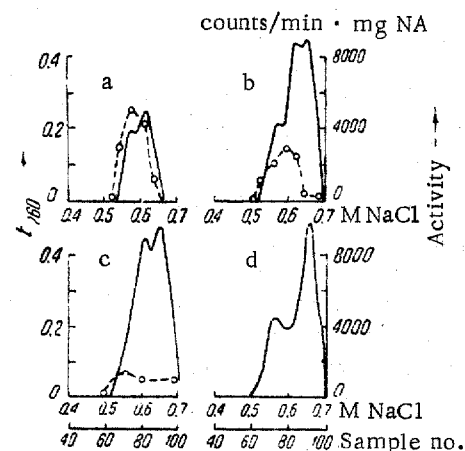 counts/min · mg NA
0.4 a b 8000
0.2 4000
0 0
0.4 0.5 0.6 0.7 0.4 0.5 0.6 0.7 M NaCl
Activity →
0.4 c d 8000
0.2 4000
0 0
0.4 0.5 0.6 0.7 0.4 0.5 0.6 0.7 M NaCl
40 60 80 100 40 60 80 100 Sample no.